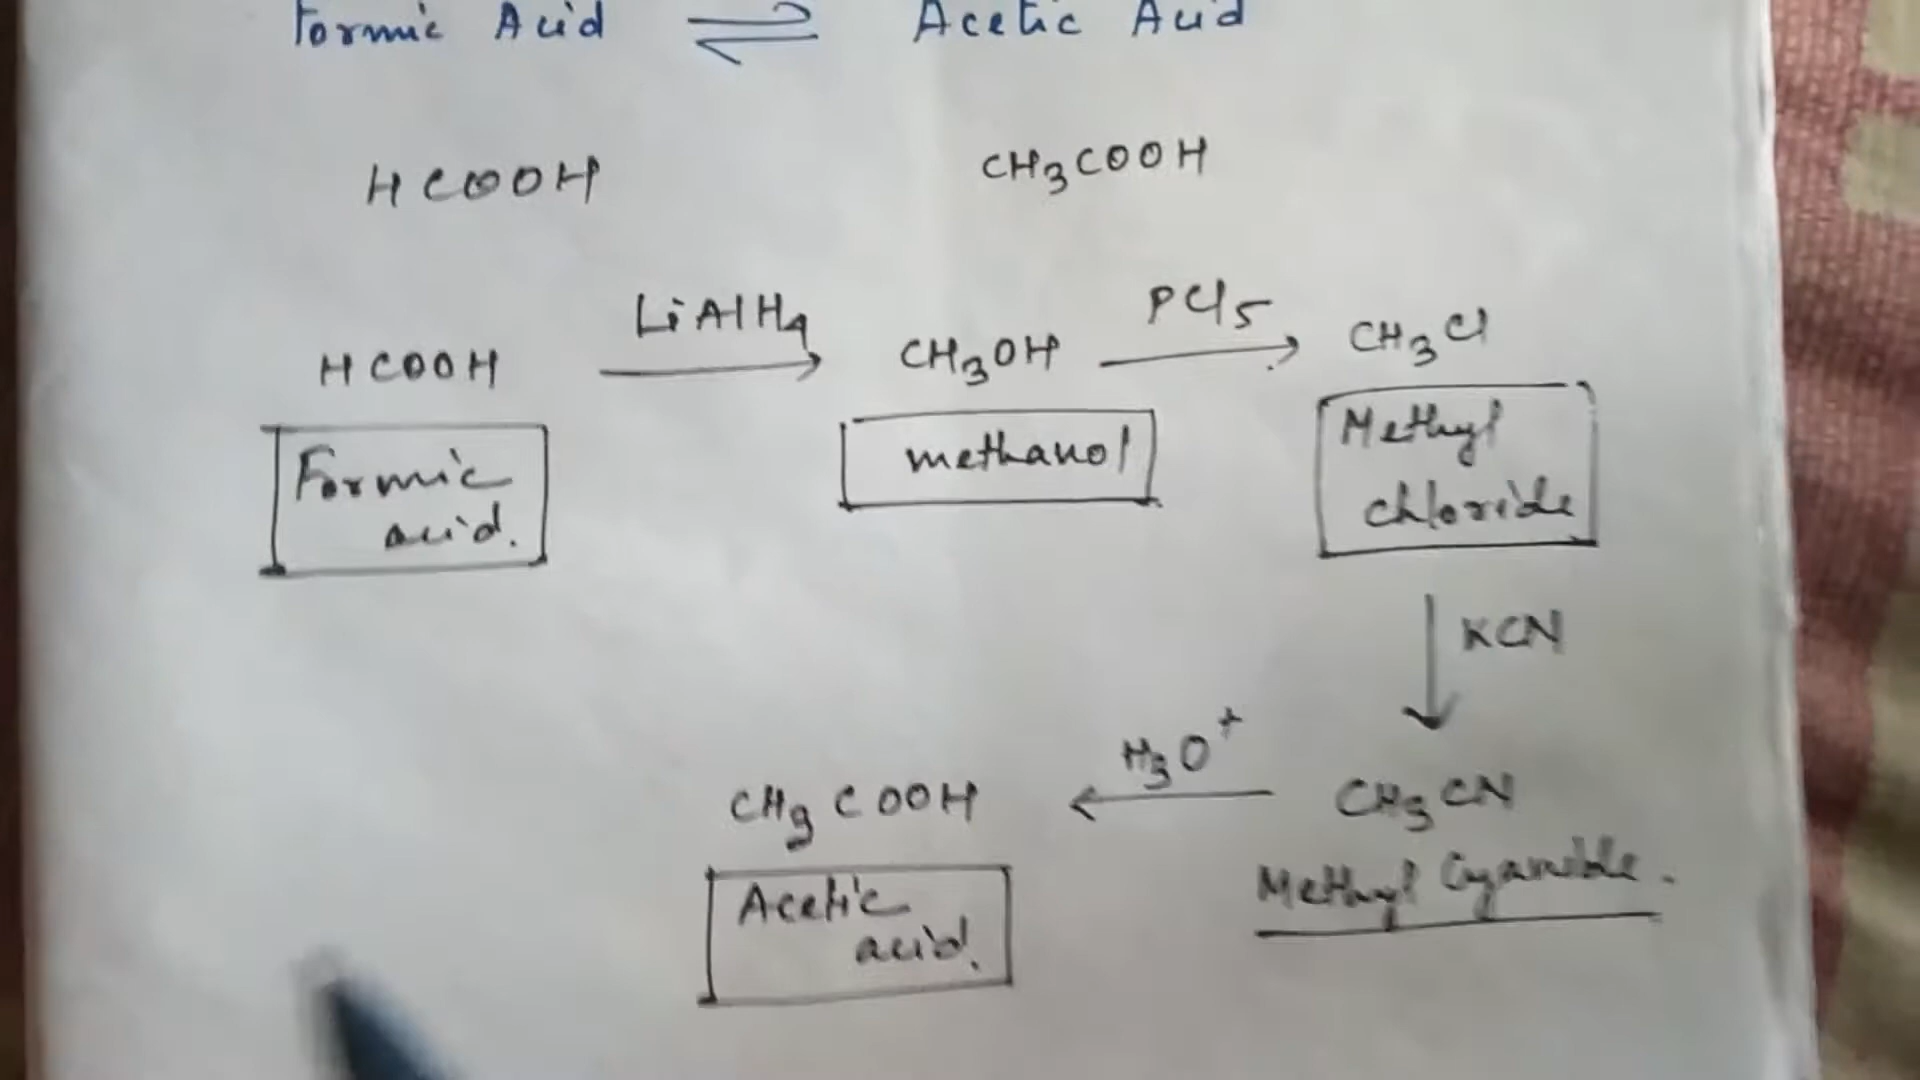 Formic Acid ⇌ Acetic Acid
HCOOH CH3COOH
HCOOH LiAlH4 → CH3OH PCl5 → CH3Cl
Formic acid.
methanol
Methyl chloride
↓ KCN
CH3COOH ← H3O+ CH3CN
Acetic acid.
Methyl Cyanide.